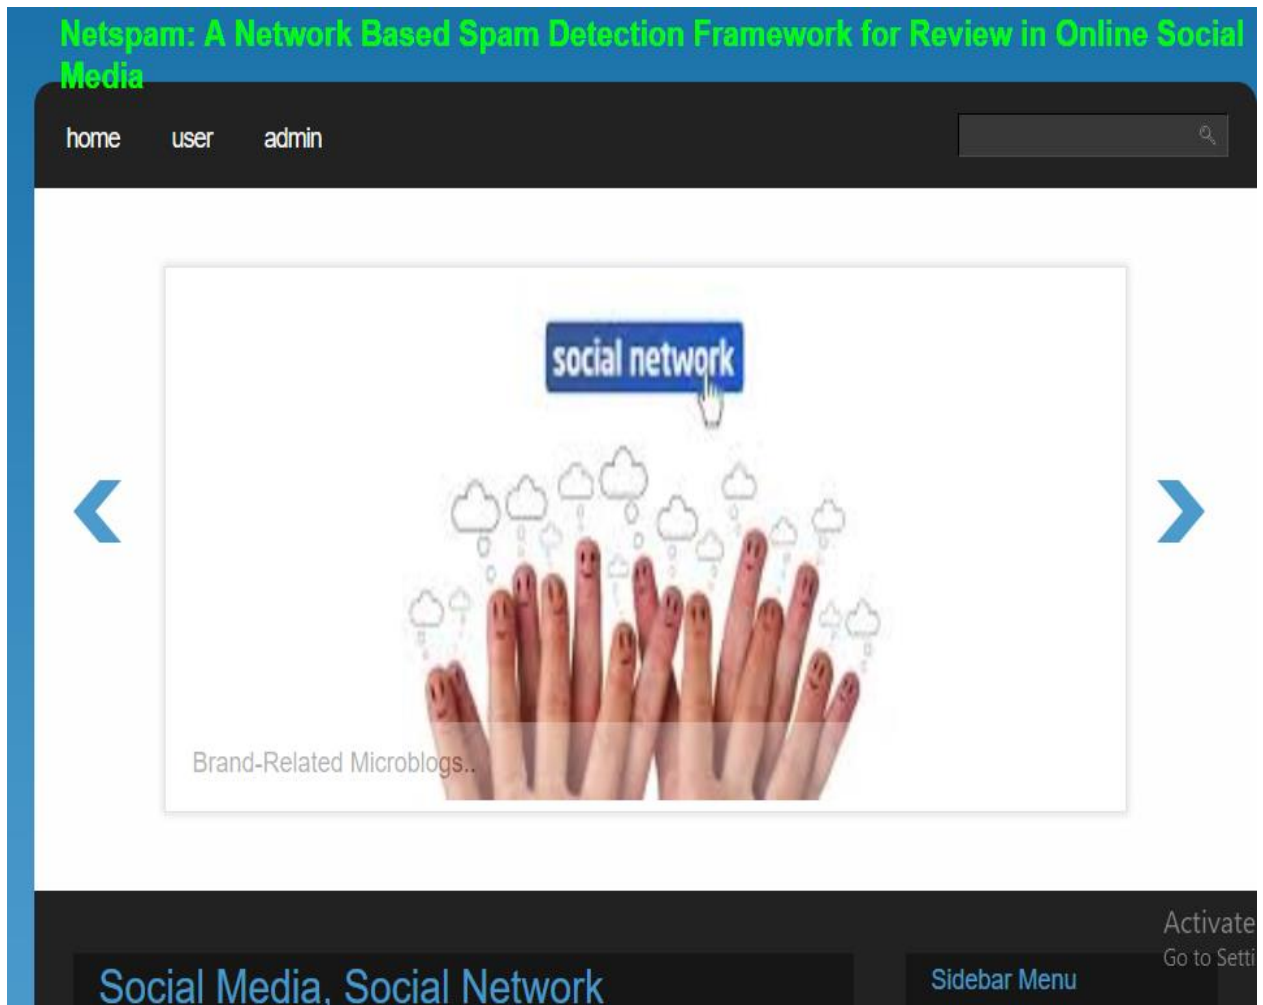 Netspam: A Network Based Spam Detection Framework for Review in Online Social
Media
home user admin
social network
Brand-Related Microblogs..
Activate
Go to Setti
Social Media, Social Network
Sidebar Menu